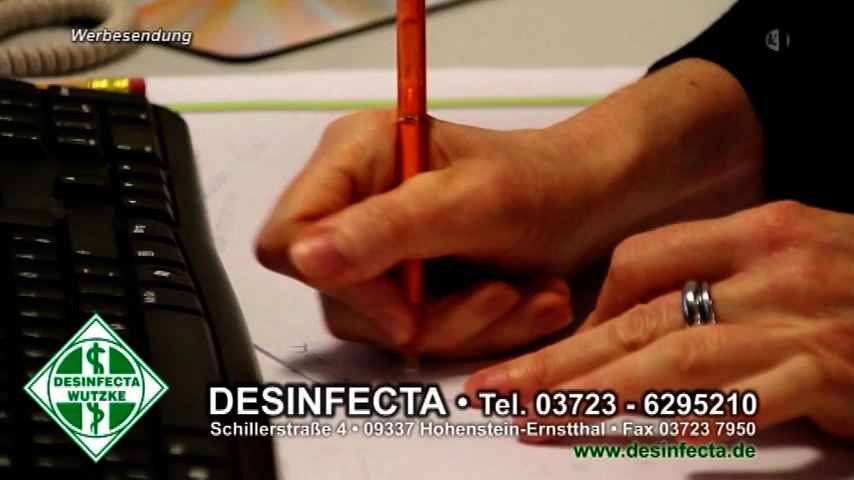 Werbesendung
DESINFECTA
WUTZKE
DESINFECTA • Tel. 03723 - 6295210
Schillerstraße 4 • 09337 Hohenstein-Ernstthal • Fax 03723 7950
www.desinfecta.de